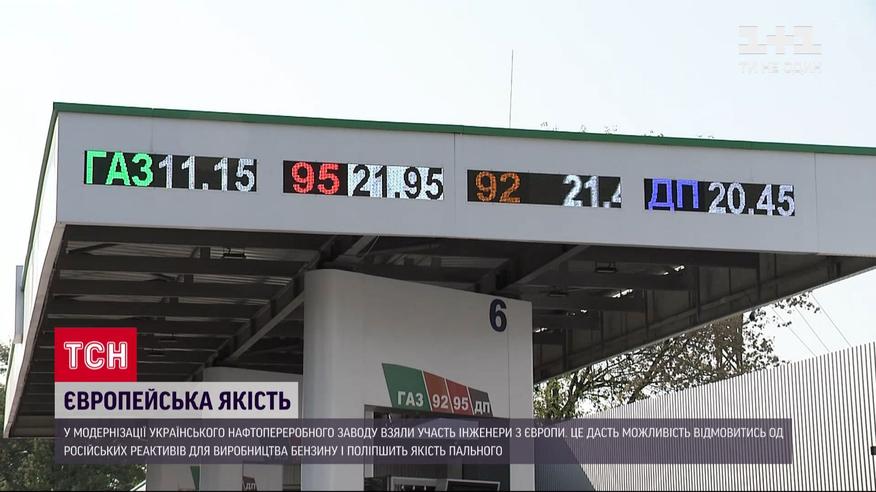 1+1
ТИ НЕ ОДИН
ГАЗ 11.15 95 21.95 92 21.4 ДП 20.45
6
ГАЗ 92 95 ДП
ТСН
ЄВРОПЕЙСЬКА ЯКІСТЬ
У МОДЕРНІЗАЦІЇ УКРАЇНСЬКОГО НАФТОПЕРЕРОБНОГО ЗАВОДУ ВЗЯЛИ УЧАСТЬ ІНЖЕНЕРИ З ЄВРОПИ. ЦЕ ДАСТЬ МОЖЛИВІСТЬ ВІДМОВИТИСЬ ОД
РОСІЙСЬКИХ РЕАКТИВІВ ДЛЯ ВИРОБНИЦТВА БЕНЗИНУ І ПОЛІПШИТЬ ЯКІСТЬ ПАЛЬНОГО